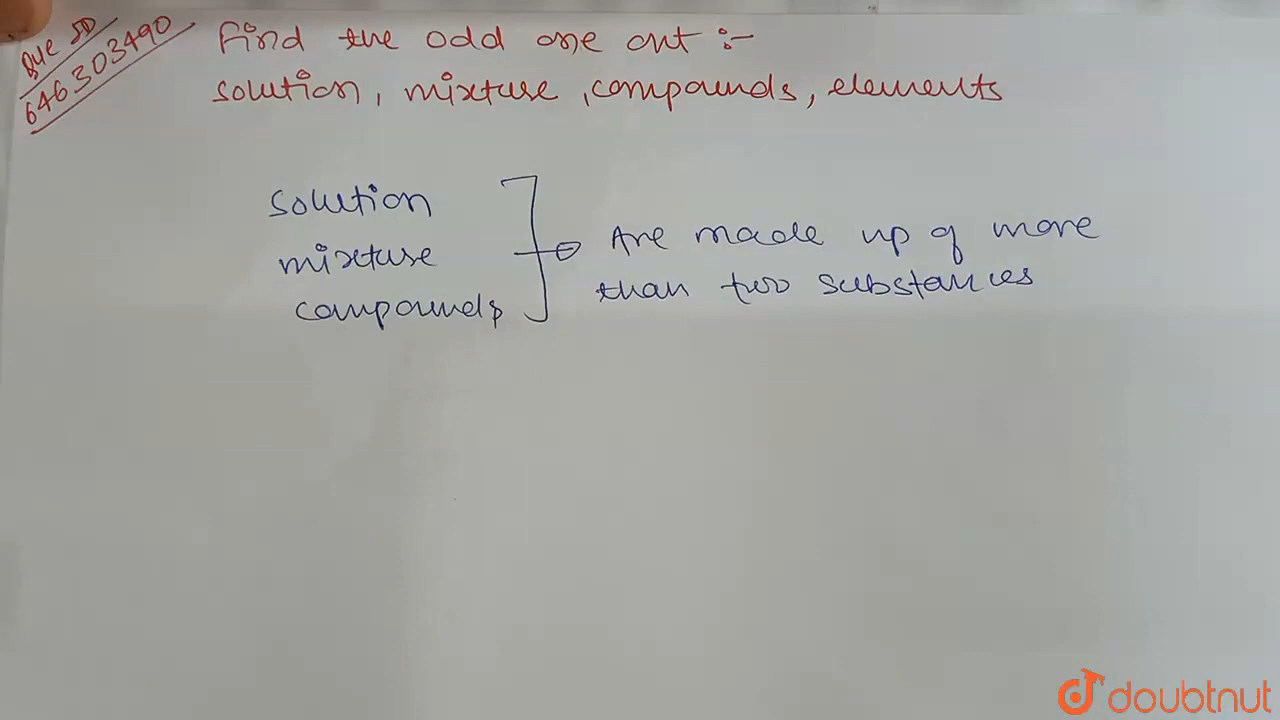 Que ID
646303490
Find the odd one out :-
solution, mixture, compounds, elements
solution
mixture
compounds
Are made up of more
than two substances
doubtnut